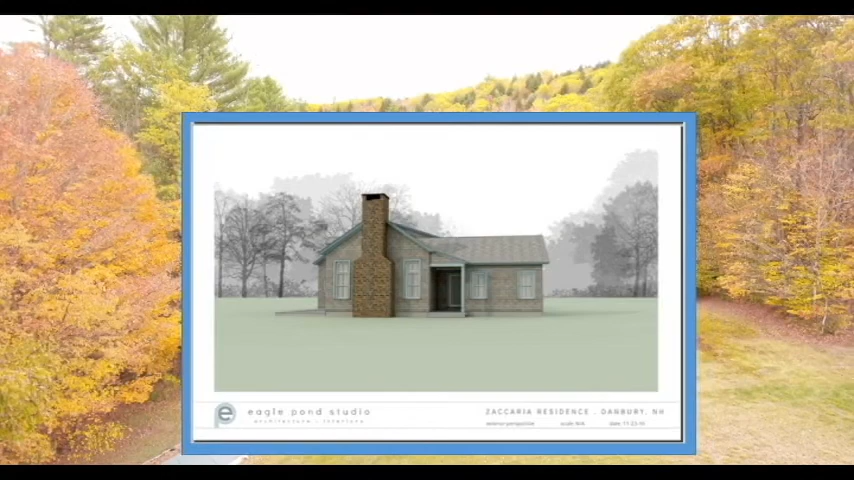 eagle pond studio
architecture . interiors
ZACCARIA RESIDENCE . DANBURY, NH
exterior perspective scale: N/A